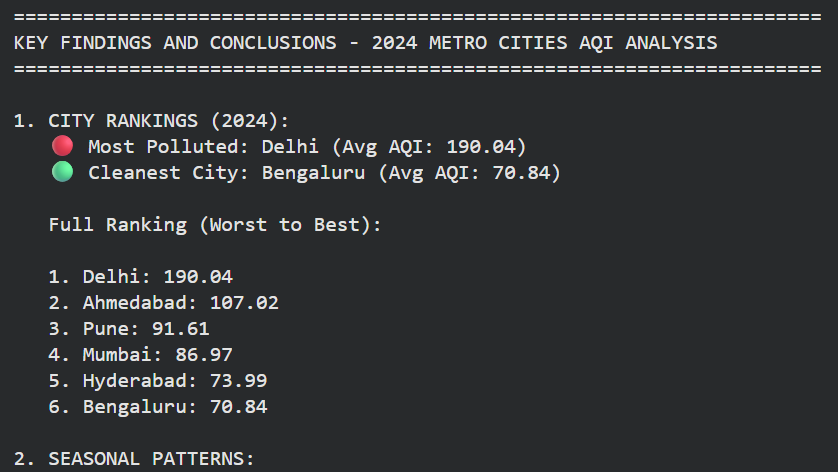 ======================================================================
KEY FINDINGS AND CONCLUSIONS - 2024 METRO CITIES AQI ANALYSIS
======================================================================
1. CITY RANKINGS (2024):
🔴 Most Polluted: Delhi (Avg AQI: 190.04)
🟢 Cleanest City: Bengaluru (Avg AQI: 70.84)
Full Ranking (Worst to Best):
1. Delhi: 190.04
2. Ahmedabad: 107.02
3. Pune: 91.61
4. Mumbai: 86.97
5. Hyderabad: 73.99
6. Bengaluru: 70.84
2. SEASONAL PATTERNS: